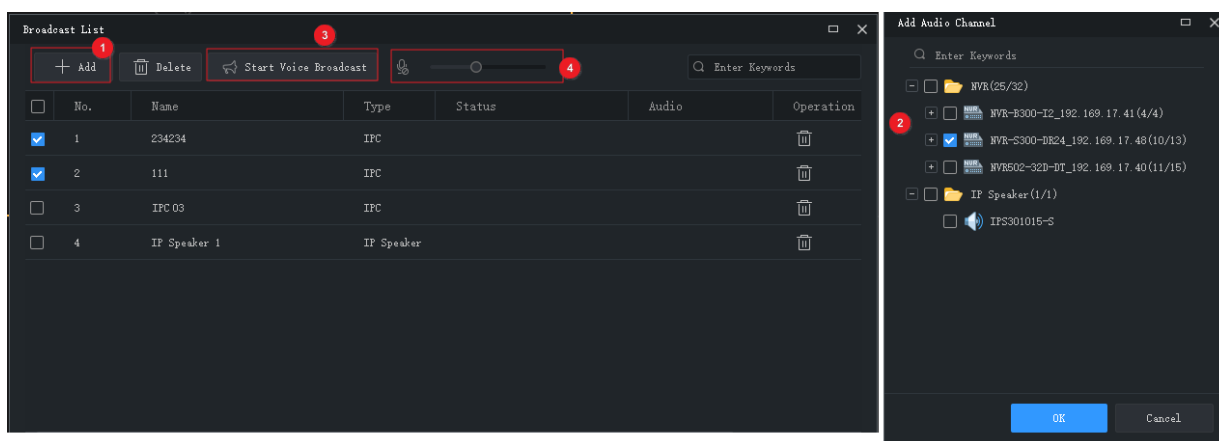 Broadcast List
1
3
Add
Delete
Start Voice Broadcast
4
Enter Keywords
No. Name Type Status Audio Operation
1 234234 IPC
2 111 IPC
3 IPC 03 IPC
4 IP Speaker 1 IP Speaker
Add Audio Channel
Enter Keywords
NVR(25/32)
2
NVR-B300-I2_192.169.17.41(4/4)
NVR-S300-DR24_192.169.17.48(10/13)
NVR502-32D-DT_192.169.17.40(11/15)
IP Speaker(1/1)
IPS301015-S
OK Cancel